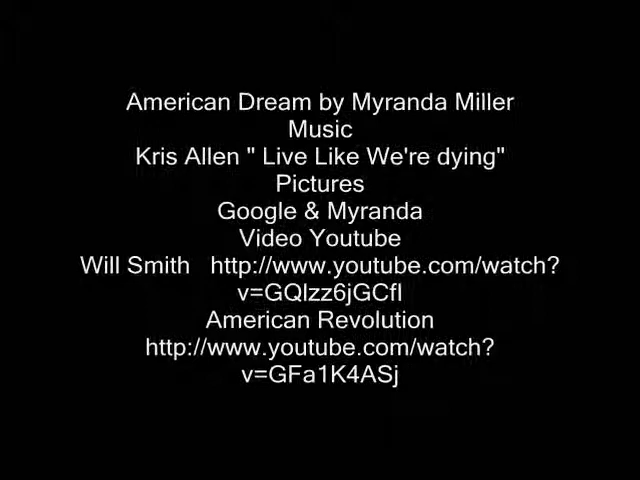 American Dream by Myranda Miller
Music
Kris Allen " Live Like We're dying"
Pictures
Google & Myranda
Video Youtube
Will Smith   http://www.youtube.com/watch?
v=GQlzz6jGCfI
American Revolution
http://www.youtube.com/watch?
v=GFa1K4ASj